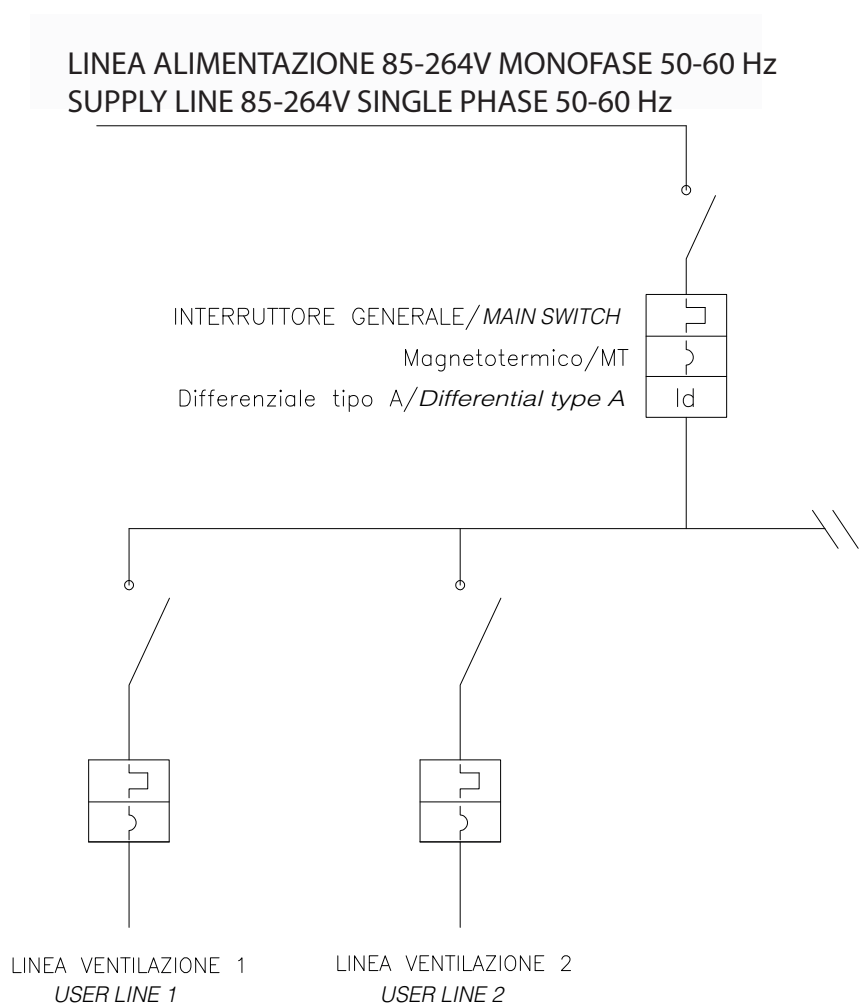 LINEA ALIMENTAZIONE 85-264V MONOFASE 50-60 Hz
SUPPLY LINE 85-264V SINGLE PHASE 50-60 Hz
INTERRUTTORE GENERALE/MAIN SWITCH
Magnetotermico/MT
Differenziale tipo A/Differential type A
Id
LINEA VENTILAZIONE 1
USER LINE 1
LINEA VENTILAZIONE 2
USER LINE 2